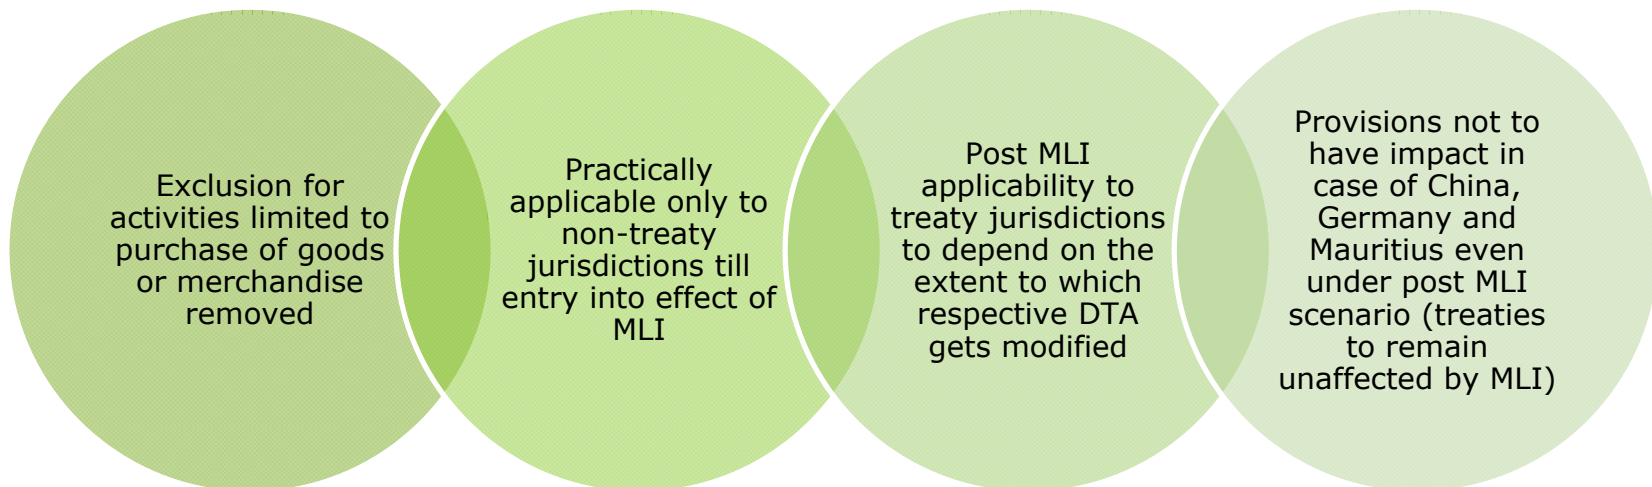 Exclusion for
activities limited to
purchase of goods
or merchandise
removed
Practically
applicable only to
non-treaty
jurisdictions till
entry into effect of
MLI
Post MLI
applicability to
treaty jurisdictions
to depend on the
extent to which
respective DTA
gets modified
Provisions not to
have impact in
case of China,
Germany and
Mauritius even
under post MLI
scenario (treaties
to remain
unaffected by MLI)